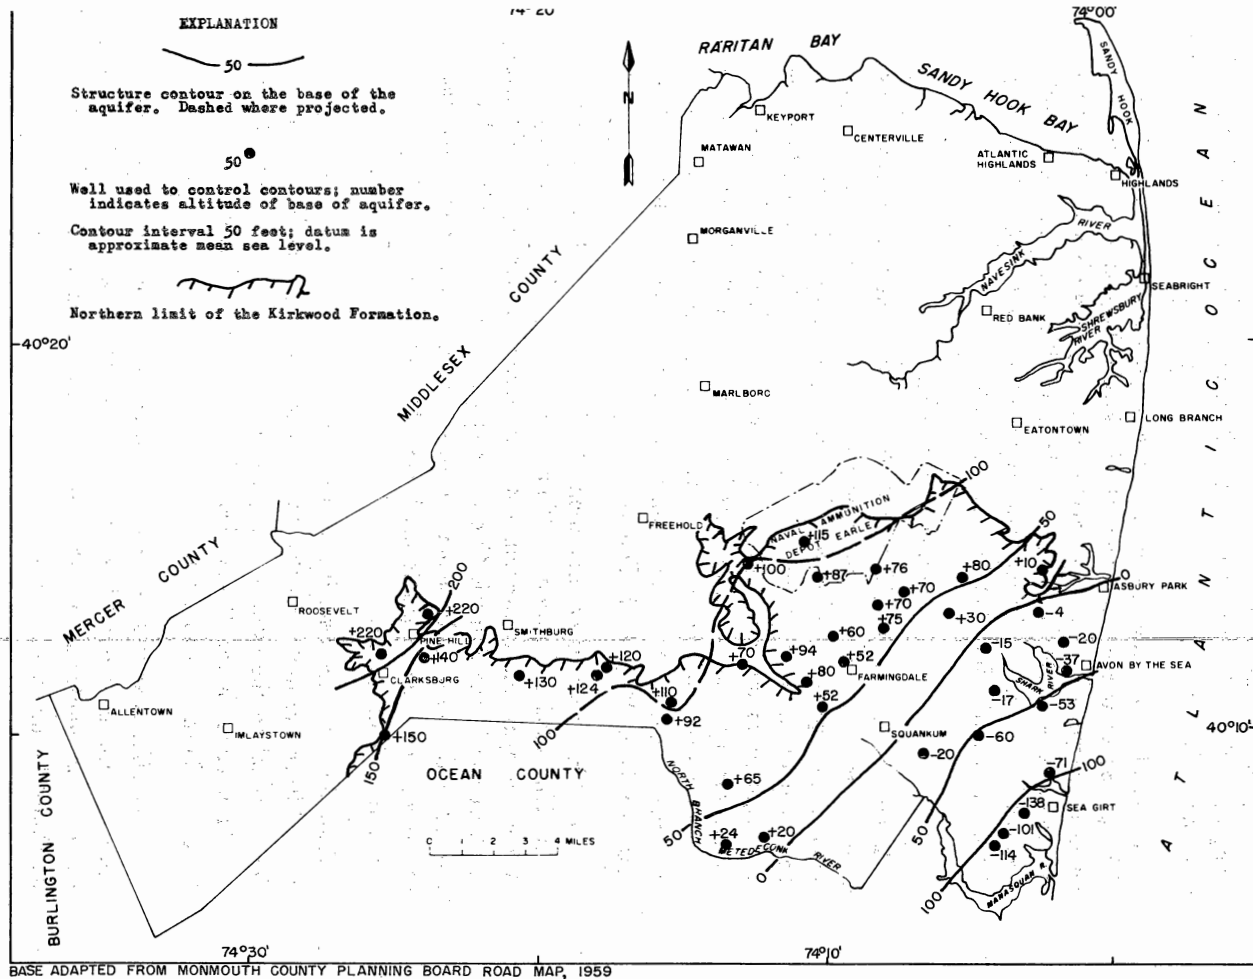 74° 20'
74°00'
EXPLANATION
50
Structure contour on the base of the
aquifer. Dashed where projected.
50
Well used to control contours; number
indicates altitude of base of aquifer.
Contour interval 50 feet; datum is
approximate mean sea level.
Northern limit of the Kirkwood Formation.
N
RARITAN BAY
SANDY HOOK BAY
SANDY HOOK
KEYPORT
CENTERVILLE
MATAWAN
ATLANTIC
HIGHLANDS
HIGHLANDS
MORGANVILLE
NAVESINK RIVER
SEABRIGHT
SHREWSBURY
RIVER
RED BANK
40°20'
MIDDLESEX COUNTY
MARLBORO
EATONTOWN
LONG BRANCH
ATLANTIC OCEAN
100
FREEHOLD
NAVAL AMMUNITION
DEPOT EARLE
50
+115
+100
+87
+76
+80
+10
0
ASBURY PARK
MERCER COUNTY
200
ROOSEVELT
+220
SMITHBURG
+70
+70
+75
+30
-4
+220
PINE HILL
+60
-20
+140
+120
+70
+94
+52
-15
-37
AVON BY THE SEA
CLARKSBURG
+130
+124
+80
FARMINGDALE
SHARK RIVER
+110
+52
-17
-53
ALLENTOWN
IMLAYSTOWN
+92
100
SQUANKUM
-60
40°10'
+150
-20
150
OCEAN COUNTY
+65
-71
100
NORTH BRANCH
METEDECONK RIVER
-138
SEA GIRT
50
+24
+20
50
-101
-114
0 1 2 3 4 MILES
0
100
MANASQUAN R.
BURLINGTON COUNTY
74°30'
74°10'
BASE ADAPTED FROM MONMOUTH COUNTY PLANNING BOARD ROAD MAP, 1959